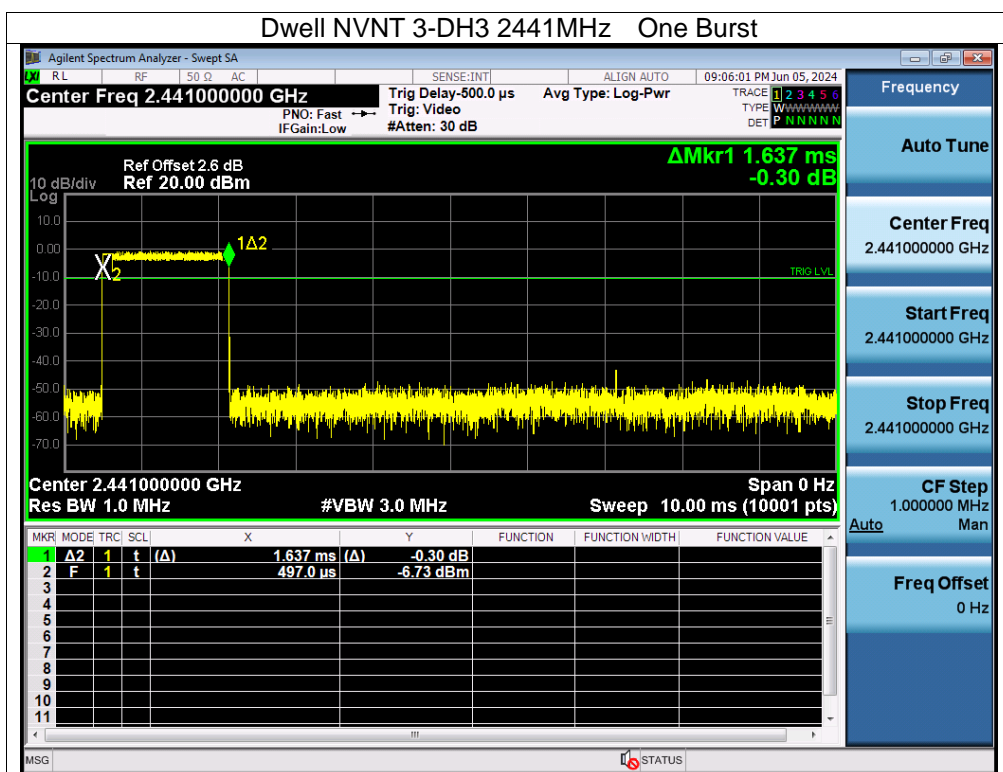 Dwell NVNT 3-DH3 2441MHz One Burst
Agilent Spectrum Analyzer - Swept SA
LXI RL RF 50 Ω AC SENSE:INT ALIGN AUTO 09:06:01 PM Jun 05, 2024
Center Freq 2.441000000 GHz
PNO: Fast
IFGain:Low
Trig Delay-500.0 µs
Trig: Video
#Atten: 30 dB
Avg Type: Log-Pwr
TRACE 1 2 3 4 5 6
TYPE WWWWWWW
DET P N N N N N
ΔMkr1 1.637 ms
-0.30 dB
Ref Offset 2.6 dB
10 dB/div Ref 20.00 dBm
Log
10.0
0.00
-10.0
-20.0
-30.0
-40.0
-50.0
-60.0
-70.0
1Δ2
2
TRIG LVL
Center 2.441000000 GHz Span 0 Hz
Res BW 1.0 MHz #VBW 3.0 MHz Sweep 10.00 ms (10001 pts)
MKR MODE TRC SCL X Y FUNCTION FUNCTION WIDTH FUNCTION VALUE
1 Δ2 1 t (Δ) 1.637 ms (Δ) -0.30 dB
2 F 1 t 497.0 µs -6.73 dBm
3
4
5
6
7
8
9
10
11
MSG STATUS
Frequency
Auto Tune
Center Freq
2.441000000 GHz
Start Freq
2.441000000 GHz
Stop Freq
2.441000000 GHz
CF Step
1.000000 MHz
Auto Man
Freq Offset
0 Hz